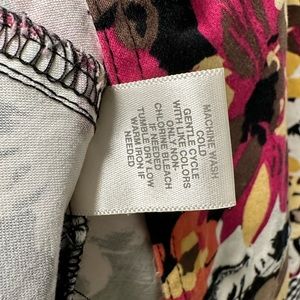 MACHINE WASH
COLD
GENTLE CYCLE
WITH LIKE COLORS
ONLY NON-
CHLORINE BLEACH
IF NEEDED
TUMBLE DRY LOW
WARM IRON IF
NEEDED